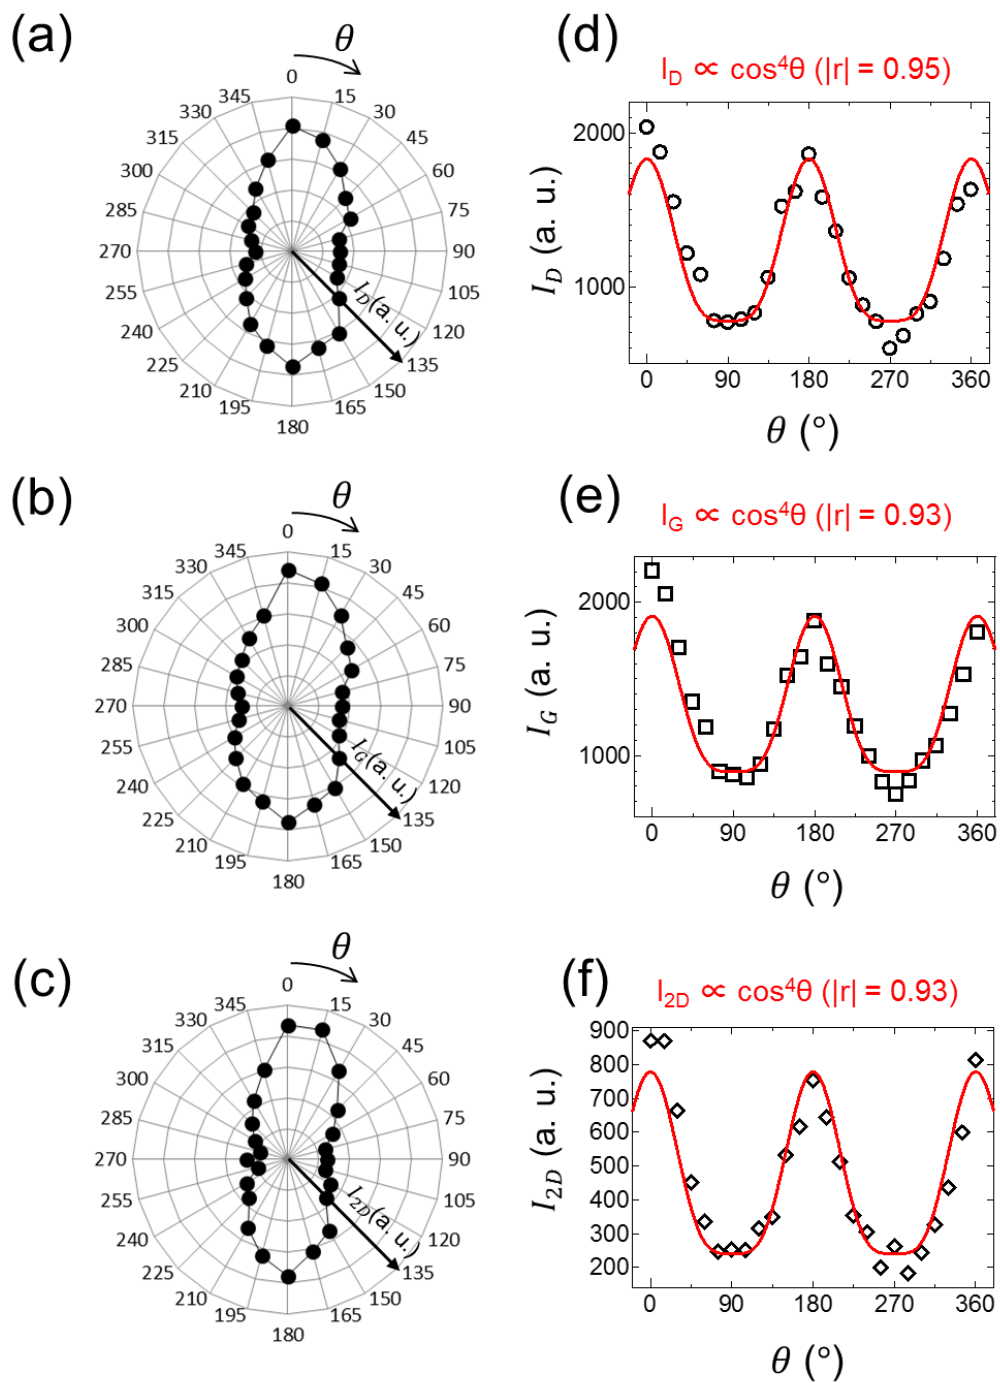 (a)
θ
0
345 15
330 30
315 45
300 60
285 75
270 90
255 105
240 120
225 135
210 150
195 165
180
I_D(a. u.)
(d)
I_D ∝ cos⁴θ (|r| = 0.95)
2000
1000
I_D (a. u.)
0 90 180 270 360
θ (°)
(b)
θ
0
345 15
330 30
315 45
300 60
285 75
270 90
255 105
240 120
225 135
210 150
195 165
180
I_G(a. u.)
(e)
I_G ∝ cos⁴θ (|r| = 0.93)
2000
1000
I_G (a. u.)
0 90 180 270 360
θ (°)
(c)
θ
0
345 15
330 30
315 45
300 60
285 75
270 90
255 105
240 120
225 135
210 150
195 165
180
I_2D(a. u.)
(f)
I_2D ∝ cos⁴θ (|r| = 0.93)
900
800
700
600
500
400
300
200
I_2D (a. u.)
0 90 180 270 360
θ (°)